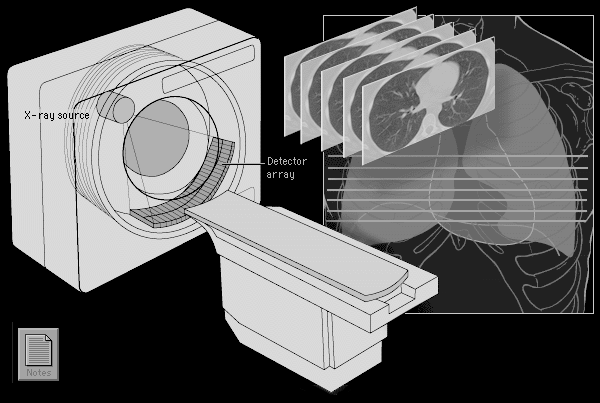 X-ray source
Detector
array
Notes